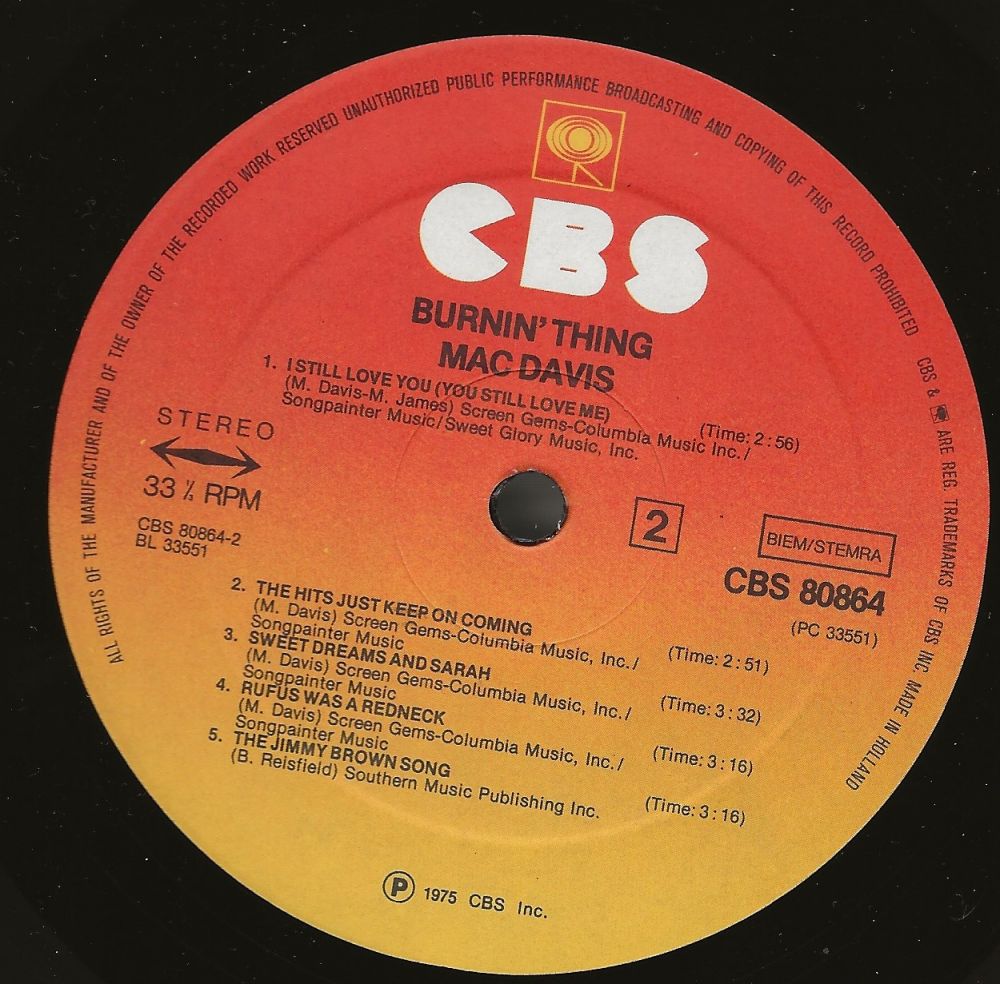 ALL RIGHTS OF THE MANUFACTURER AND OF THE OWNER OF THE RECORDED WORK RESERVED UNAUTHORIZED PUBLIC PERFORMANCE BROADCASTING AND COPYING OF THIS RECORD PROHIBITED CBS & ARE REG. TRADEMARKS OF CBS INC. MADE IN HOLLAND
CBS
BURNIN' THING
MAC DAVIS
1. I STILL LOVE YOU (YOU STILL LOVE ME)
(M. Davis-M. James) Screen Gems-Columbia Music Inc./ (Time: 2:56)
Songpainter Music/Sweet Glory Music, Inc.
STEREO
33 1/3 RPM
CBS 80864-2
BL 33551
2
BIEM/STEMRA
CBS 80864
(PC 33551)
2. THE HITS JUST KEEP ON COMING
(M. Davis) Screen Gems-Columbia Music, Inc./ (Time: 2:51)
Songpainter Music
3. SWEET DREAMS AND SARAH
(M. Davis) Screen Gems-Columbia Music, Inc./ (Time: 3:32)
Songpainter Music
4. RUFUS WAS A REDNECK
(M. Davis) Screen Gems-Columbia Music, Inc./ (Time: 3:16)
Songpainter Music
5. THE JIMMY BROWN SONG
(B. Reisfield) Southern Music Publishing Inc. (Time: 3:16)
Ⓟ 1975 CBS Inc.